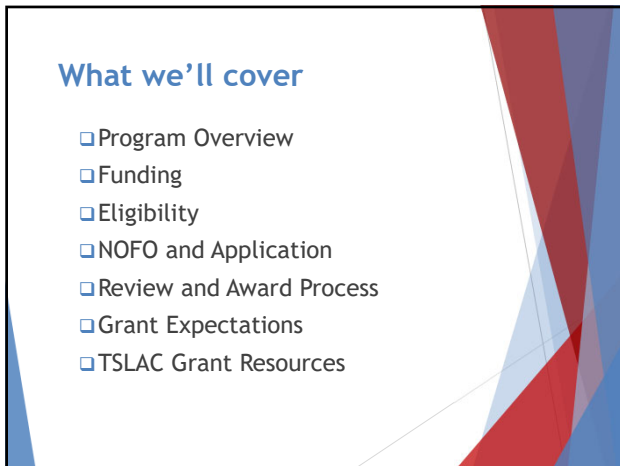 What we’ll cover
❑Program Overview
❑Funding
❑Eligibility
❑NOFO and Application
❑Review and Award Process
❑Grant Expectations
❑TSLAC Grant Resources